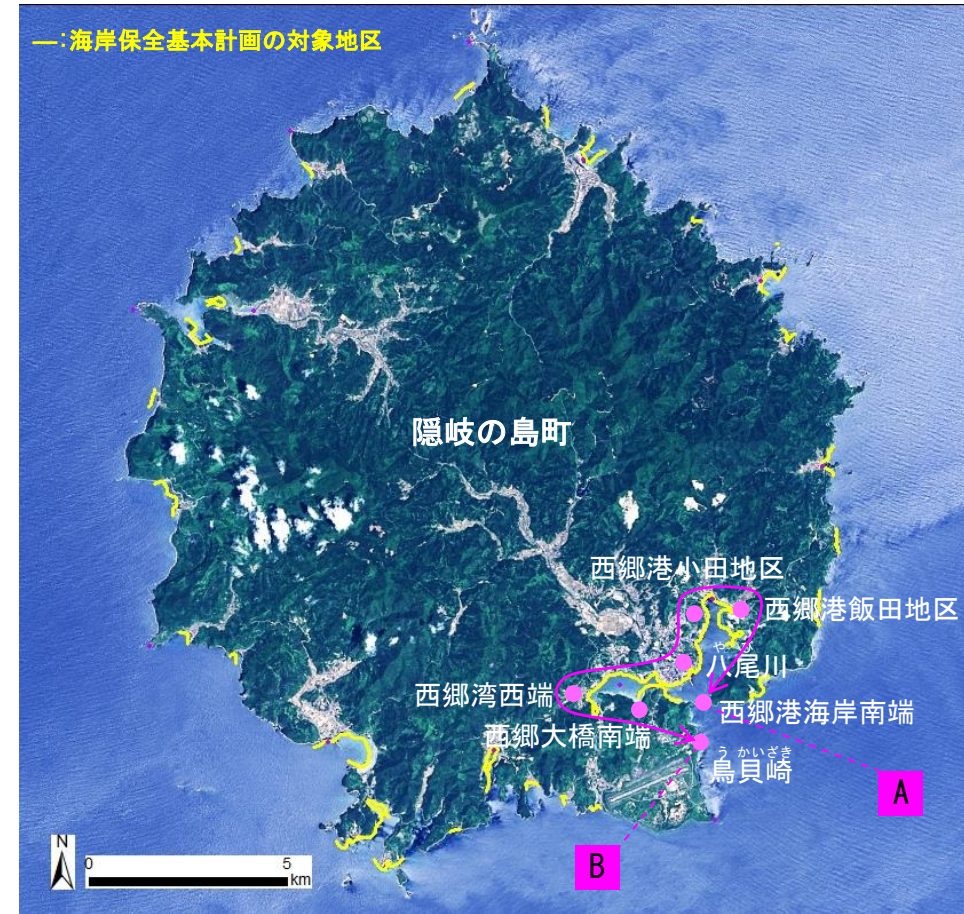 ―:海岸保全基本計画の対象地区
隠岐の島町
西郷港小田地区
西郷港飯田地区
やび
八尾川
西郷湾西端
西郷港海岸南端
西郷大橋南端
うかいざき
鳥貝崎
A
B
N
0 5
km